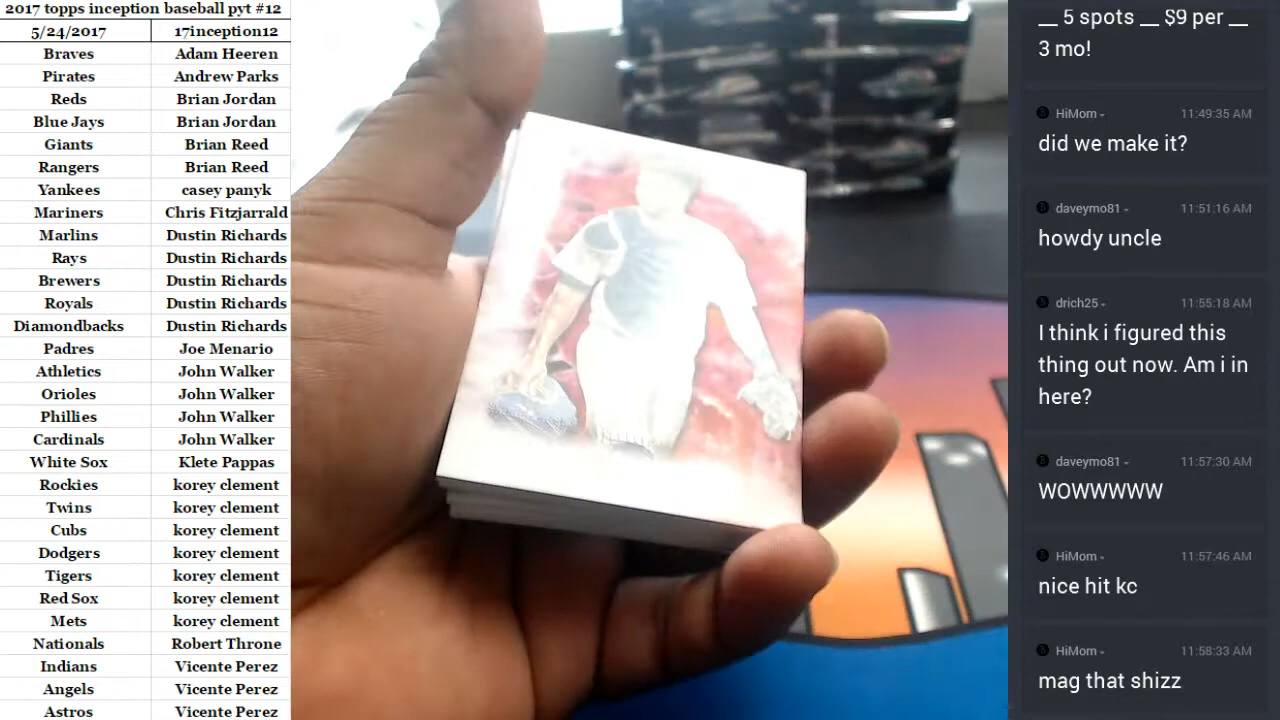 2017 topps inception baseball pyt #12
5/24/2017 17inception12
Braves Adam Heeren
Pirates Andrew Parks
Reds Brian Jordan
Blue Jays Brian Jordan
Giants Brian Reed
Rangers Brian Reed
Yankees casey panyk
Mariners Chris Fitzjarrald
Marlins Dustin Richards
Rays Dustin Richards
Brewers Dustin Richards
Royals Dustin Richards
Diamondbacks Dustin Richards
Padres Joe Menario
Athletics John Walker
Orioles John Walker
Phillies John Walker
Cardinals John Walker
White Sox Klete Pappas
Rockies korey clement
Twins korey clement
Cubs korey clement
Dodgers korey clement
Tigers korey clement
Red Sox korey clement
Mets korey clement
Nationals Robert Throne
Indians Vicente Perez
Angels Vicente Perez
Astros Vicente Perez
__ 5 spots __ $9 per __
3 mo!
HiMom 11:49:35 AM
did we make it?
daveymo81 11:51:16 AM
howdy uncle
drich25 11:55:18 AM
I think i figured this
thing out now. Am i in
here?
daveymo81 11:57:30 AM
WOWWWWW
HiMom 11:57:46 AM
nice hit kc
HiMom 11:58:33 AM
mag that shizz